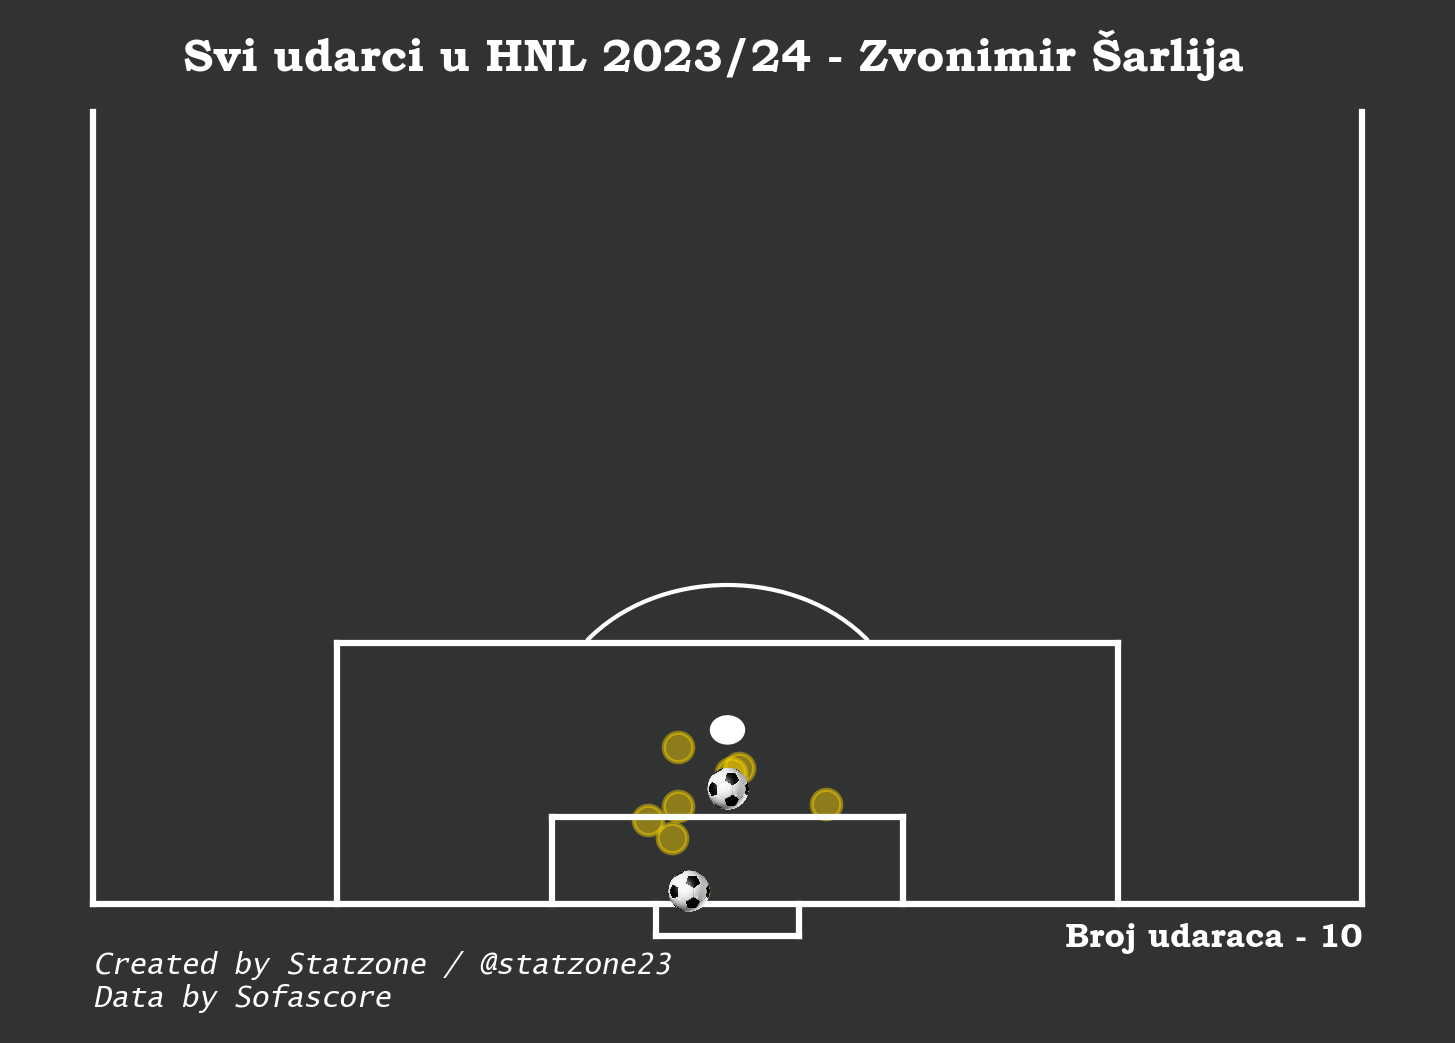 Svi udarci u HNL 2023/24 - Zvonimir Šarlija
Broj udaraca - 10
Created by Statzone / @statzone23
Data by Sofascore